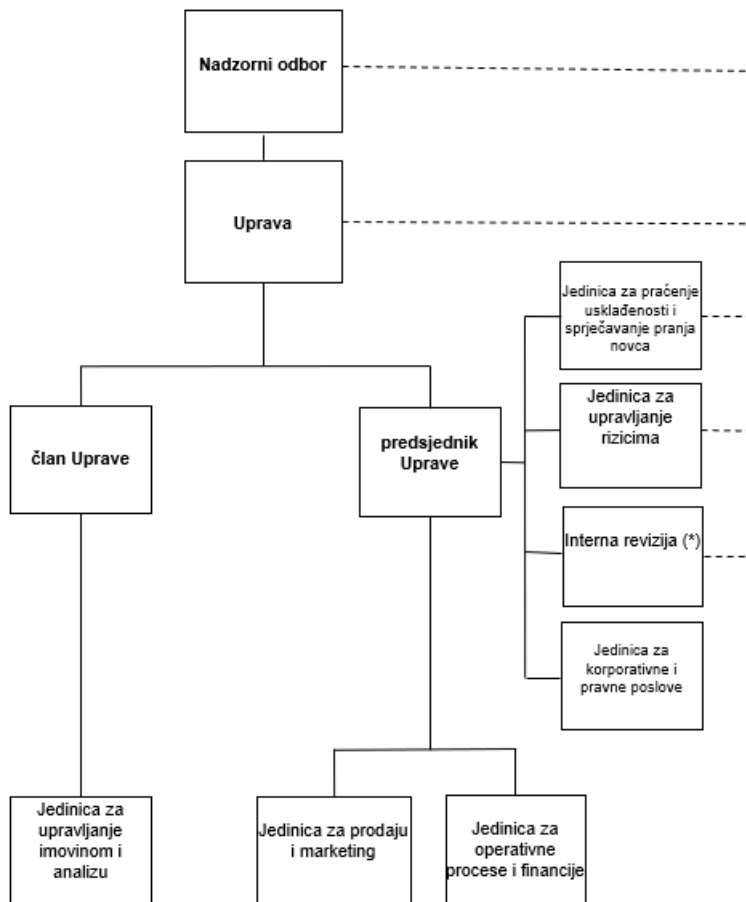 Nadzorni odbor
Uprava
Jedinica za praćenje
usklađenosti i
sprječavanje pranja
novca
Jedinica za
upravljanje
rizicima
član Uprave
predsjednik
Uprave
Interna revizija (*)
Jedinica za
korporativne i
pravne poslove
Jedinica za
upravljanje
imovinom i
analizu
Jedinica za prodaju
i marketing
Jedinica za
operativne
procese i financije